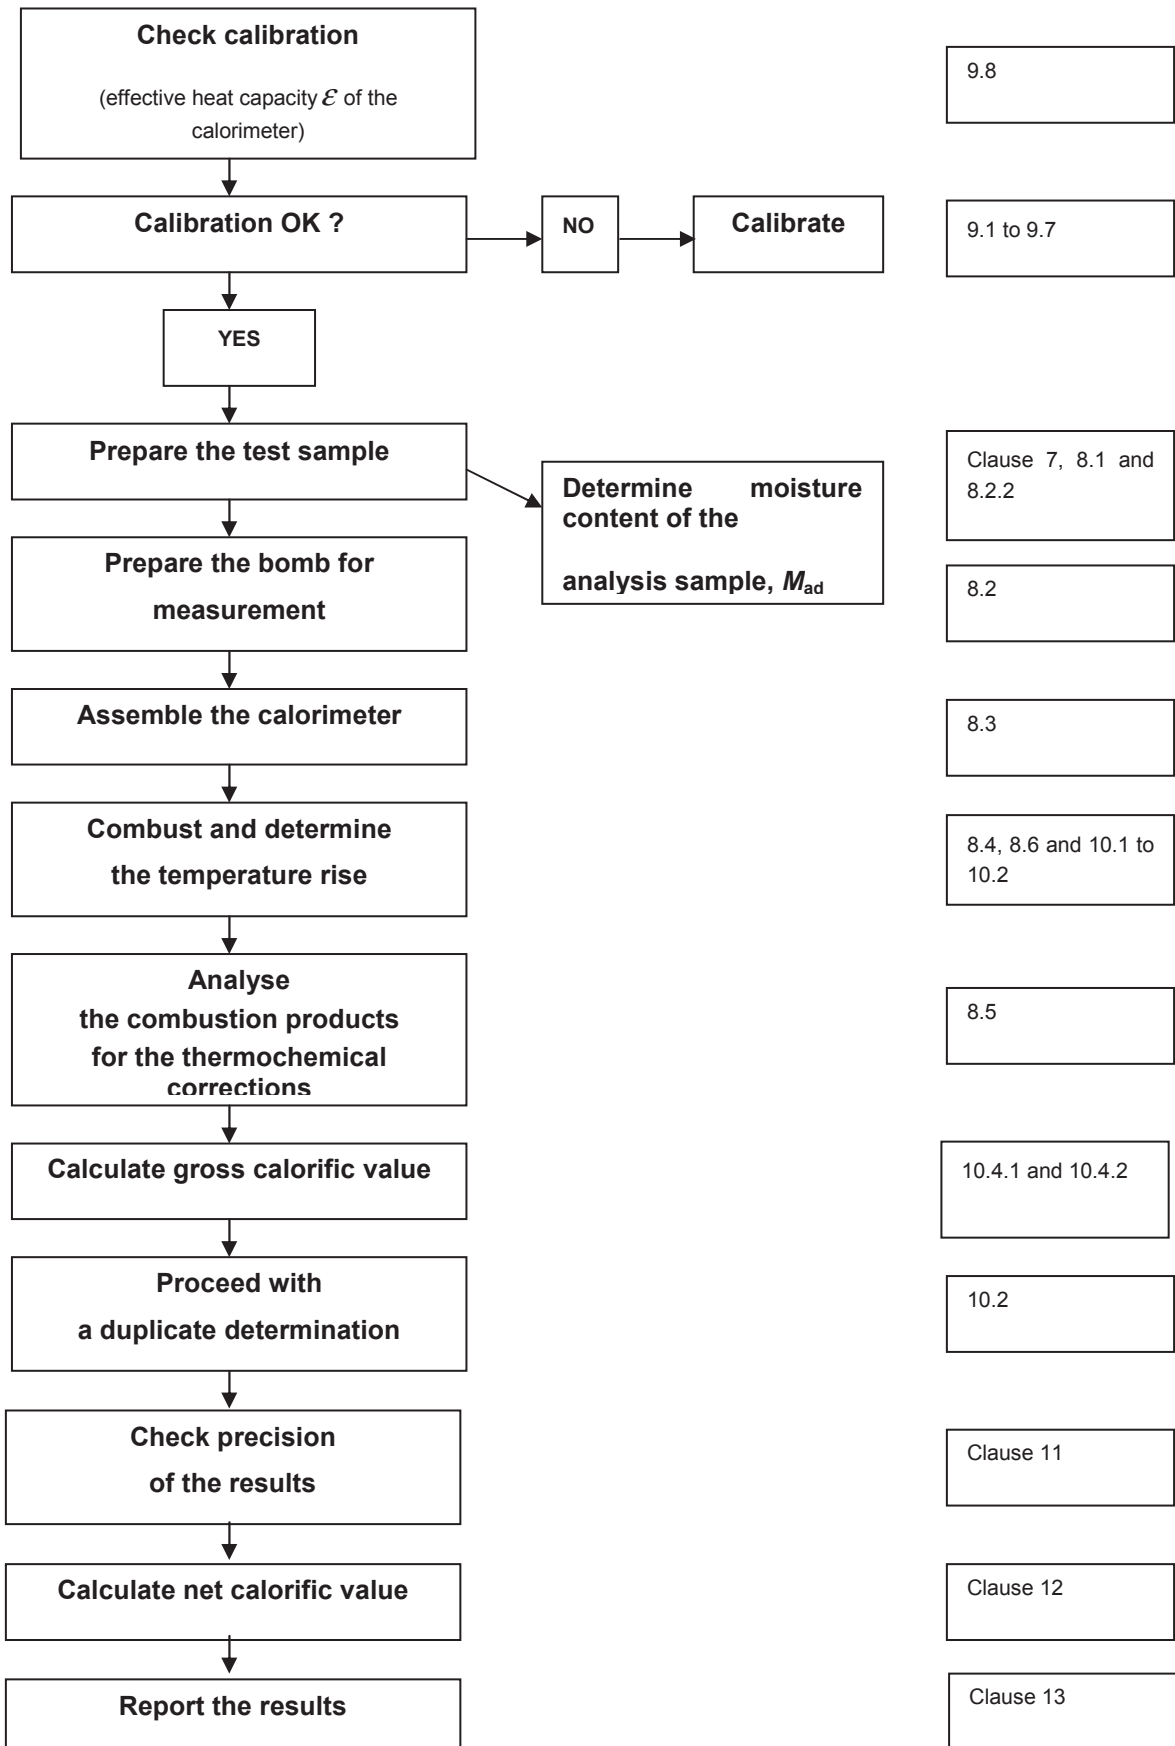 Check calibration
(effective heat capacity ℰ of the
calorimeter)
9.8
Calibration OK ?
NO
Calibrate
9.1 to 9.7
YES
Prepare the test sample
Determine moisture
content of the
analysis sample, Mad
Clause 7, 8.1 and
8.2.2
Prepare the bomb for
measurement
8.2
Assemble the calorimeter
8.3
Combust and determine
the temperature rise
8.4, 8.6 and 10.1 to
10.2
Analyse
the combustion products
for the thermochemical
corrections
8.5
Calculate gross calorific value
10.4.1 and 10.4.2
Proceed with
a duplicate determination
10.2
Check precision
of the results
Clause 11
Calculate net calorific value
Clause 12
Report the results
Clause 13